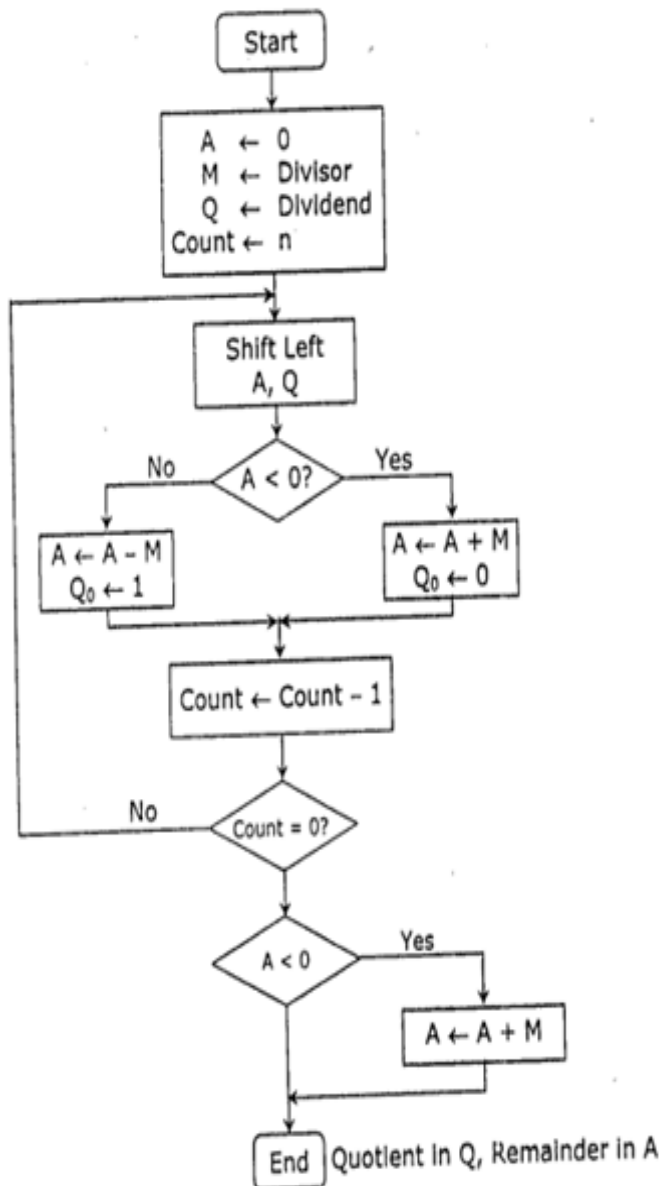 Start
A ← 0
M ← Divisor
Q ← Dividend
Count ← n
Shift Left
A, Q
A < 0?
No
Yes
A ← A – M
Q₀ ← 1
A ← A + M
Q₀ ← 0
Count ← Count – 1
Count = 0?
No
A < 0
Yes
A ← A + M
End
Quotient in Q, Remainder in A